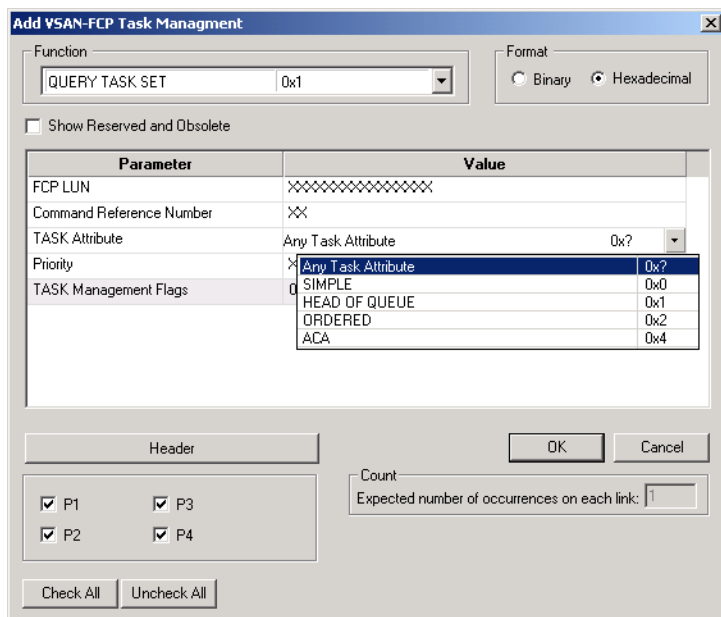 Add VSAN-FCP Task Managment
Function
QUERY TASK SET 0x1
Format
Binary Hexadecimal
Show Reserved and Obsolete
Parameter Value
FCP LUN XXXXXXXXXXXXXXXX
Command Reference Number XX
TASK Attribute Any Task Attribute 0x?
Priority X
Any Task Attribute 0x?
TASK Management Flags 0
SIMPLE 0x0
HEAD OF QUEUE 0x1
ORDERED 0x2
ACA 0x4
Header
OK Cancel
Count
Expected number of occurrences on each link: 1
P1 P3
P2 P4
Check All Uncheck All